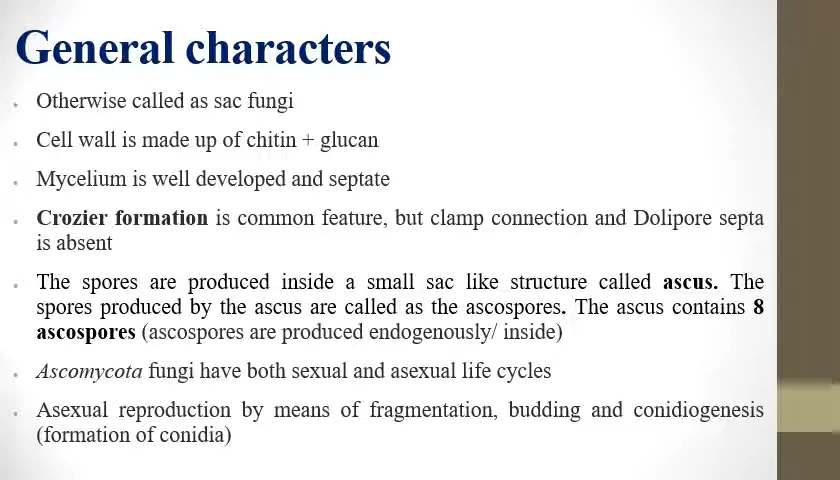 General characters
Otherwise called as sac fungi
Cell wall is made up of chitin + glucan
Mycelium is well developed and septate
Crozier formation is common feature, but clamp connection and Dolipore septa
is absent
The spores are produced inside a small sac like structure called ascus. The
spores produced by the ascus are called as the ascospores. The ascus contains 8
ascospores (ascospores are produced endogenously/ inside)
Ascomycota fungi have both sexual and asexual life cycles
Asexual reproduction by means of fragmentation, budding and conidiogenesis
(formation of conidia)